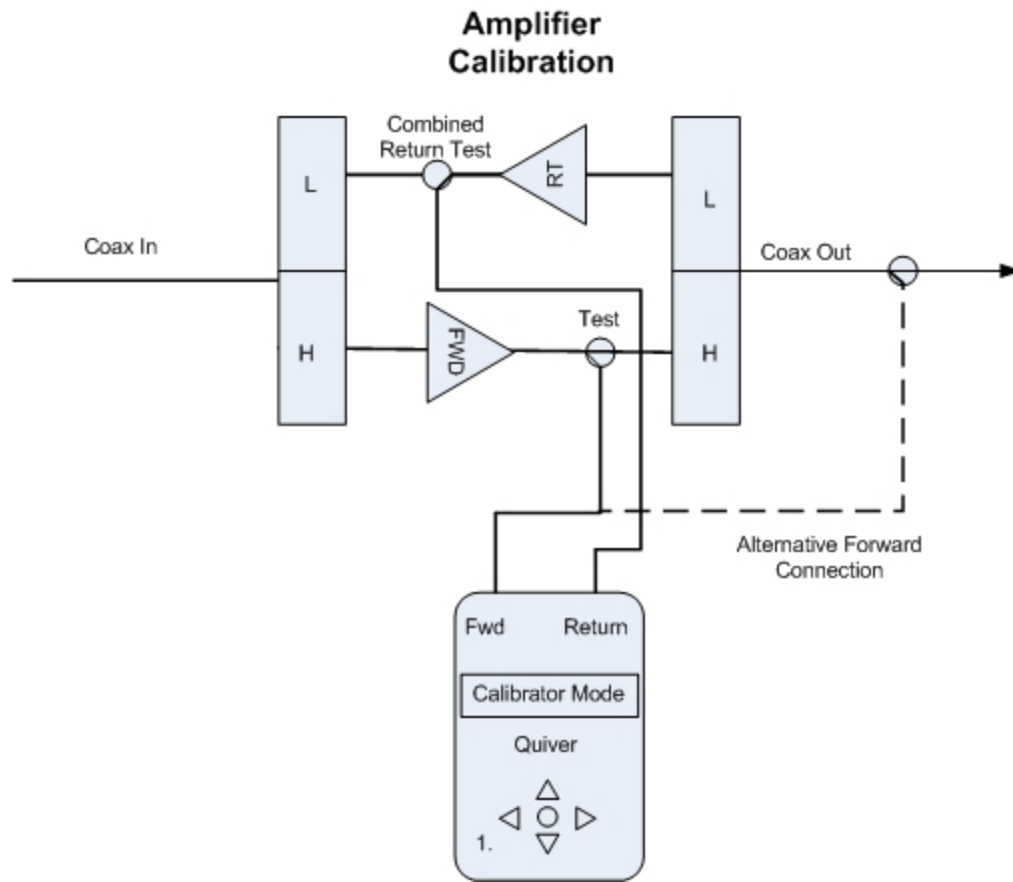 Amplifier
Calibration
Combined
Return Test
RT
L
L
Coax In
Coax Out
Test
H
FWD
H
Alternative Forward
Connection
Fwd
Return
Calibrator Mode
Quiver
1.